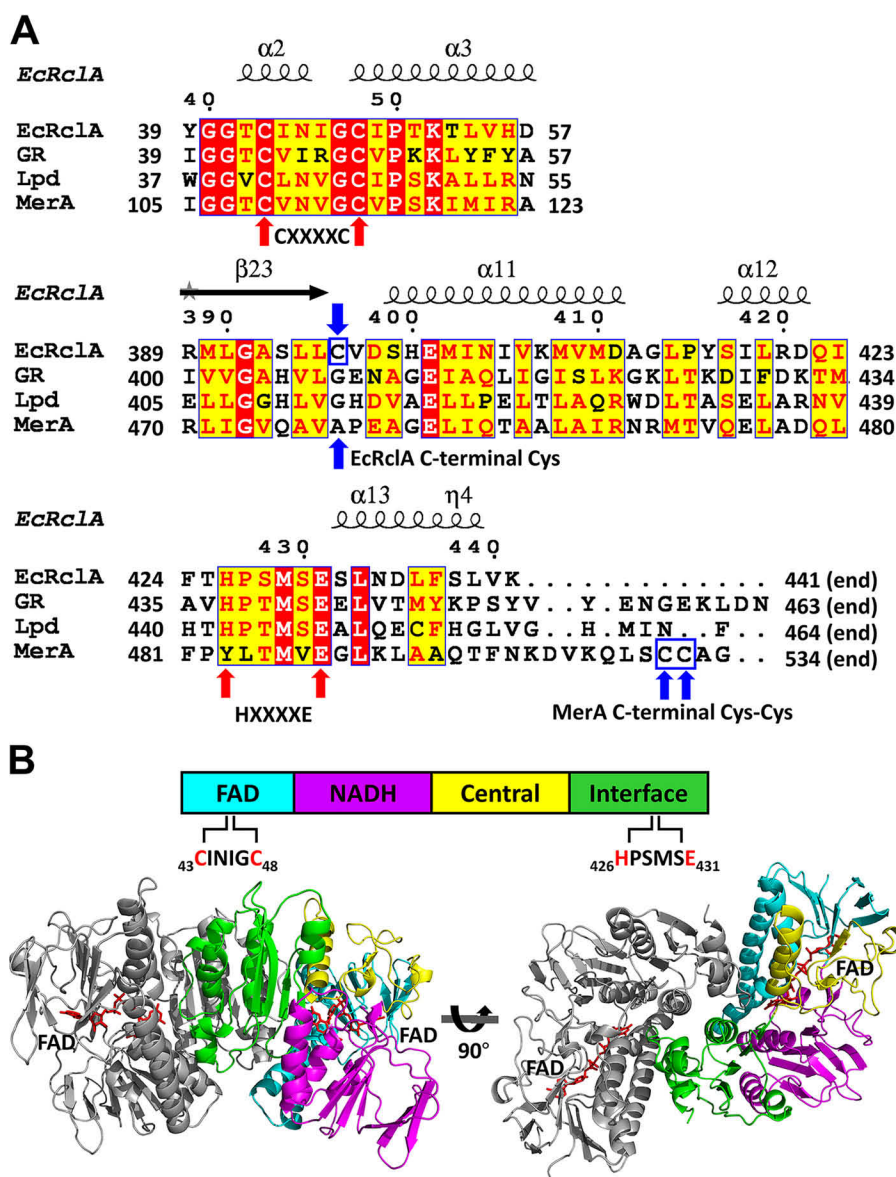 A
α2 α3
EcRclA
40 50
EcRclA 39 YGGTCINIGCIPTKTLVHD 57
GR 39 IGGTCVIRGCVPKKLYFYA 57
Lpd 37 WGGVCLNVGCIPSKALLRN 55
MerA 105 IGGTCVNVGCVPSKIMIRA 123
CXXXXC
β23 α11 α12
EcRclA
390 400 410 420
EcRclA 389 RMLGASLLCVDSHEMINIVKMVMDAGLPYSILRDQI 423
GR 400 IVVGAHVLGENAGEIAQLIGISLKGKLTKDIFDKTM 434
Lpd 405 ELLGGHLVGHDVAELLPELTLAQRWDLTASELARNV 439
MerA 470 RLIGVQAVAPEAGELIQTAALAIRNRMTVQELADQL 480
EcRclA C-terminal Cys
α13 η4
EcRclA
430 440
EcRclA 424 FTHPSMSESLNDLFSLVK............. 441 (end)
GR 435 AVHPTMSEELVTMYKPSYV..Y.ENGEKLDN 463 (end)
Lpd 440 HTHPTMSEALQECFHGLVG..H.MIN..F.. 464 (end)
MerA 481 FPYLTMVEGLKLAAQTFNKDVKQLSCCAG.. 534 (end)
HXXXXE MerA C-terminal Cys-Cys
B
FAD NADH Central Interface
43CINIGC48 426HPSMSE431
FAD FAD 90° FAD FAD